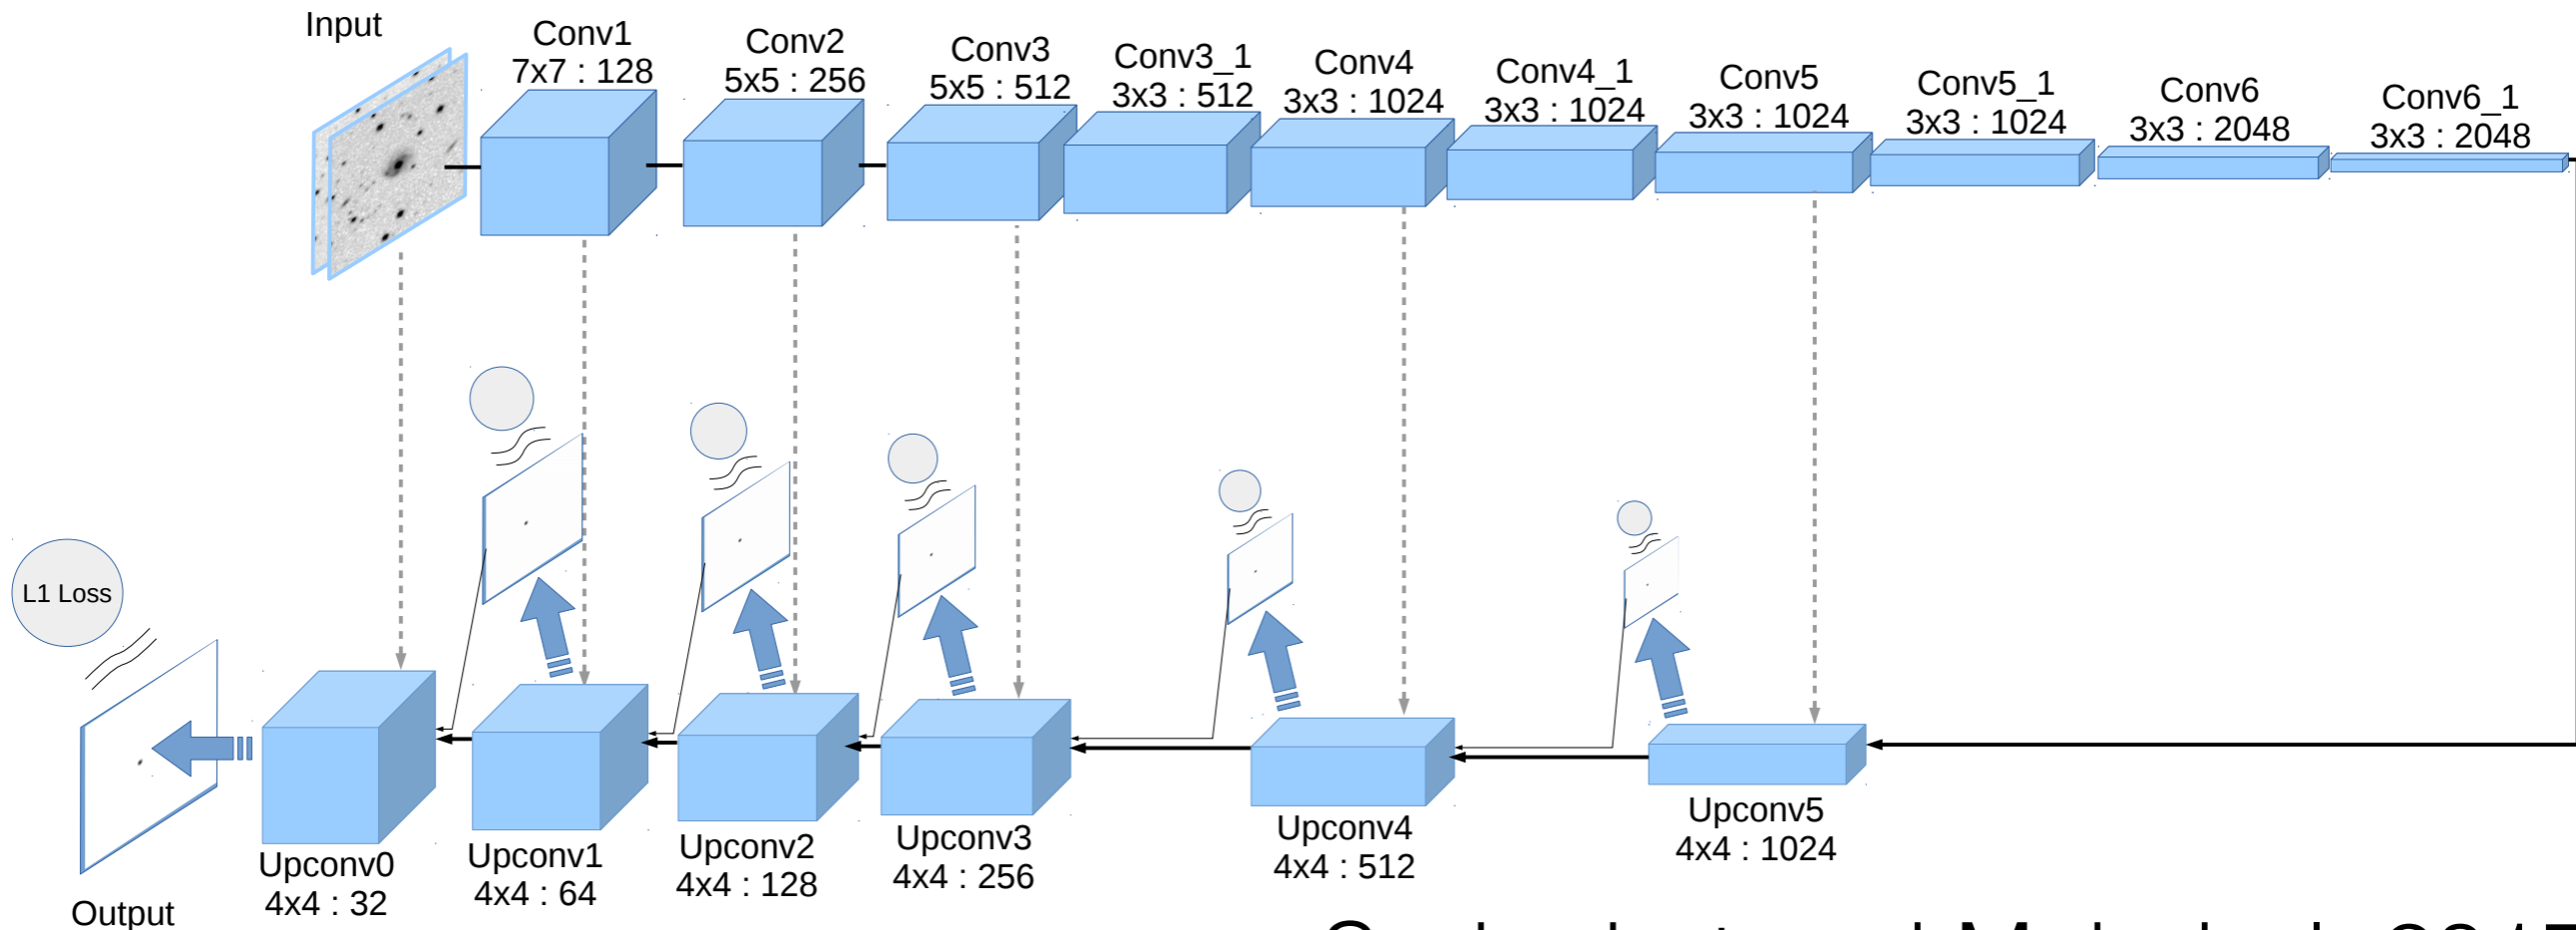 Input
Conv1
7x7 : 128
Conv2
5x5 : 256
Conv3
5x5 : 512
Conv3_1
3x3 : 512
Conv4
3x3 : 1024
Conv4_1
3x3 : 1024
Conv5
3x3 : 1024
Conv5_1
3x3 : 1024
Conv6
3x3 : 2048
Conv6_1
3x3 : 2048
L1 Loss
Output
Upconv0
4x4 : 32
Upconv1
4x4 : 64
Upconv2
4x4 : 128
Upconv3
4x4 : 256
Upconv4
4x4 : 512
Upconv5
4x4 : 1024